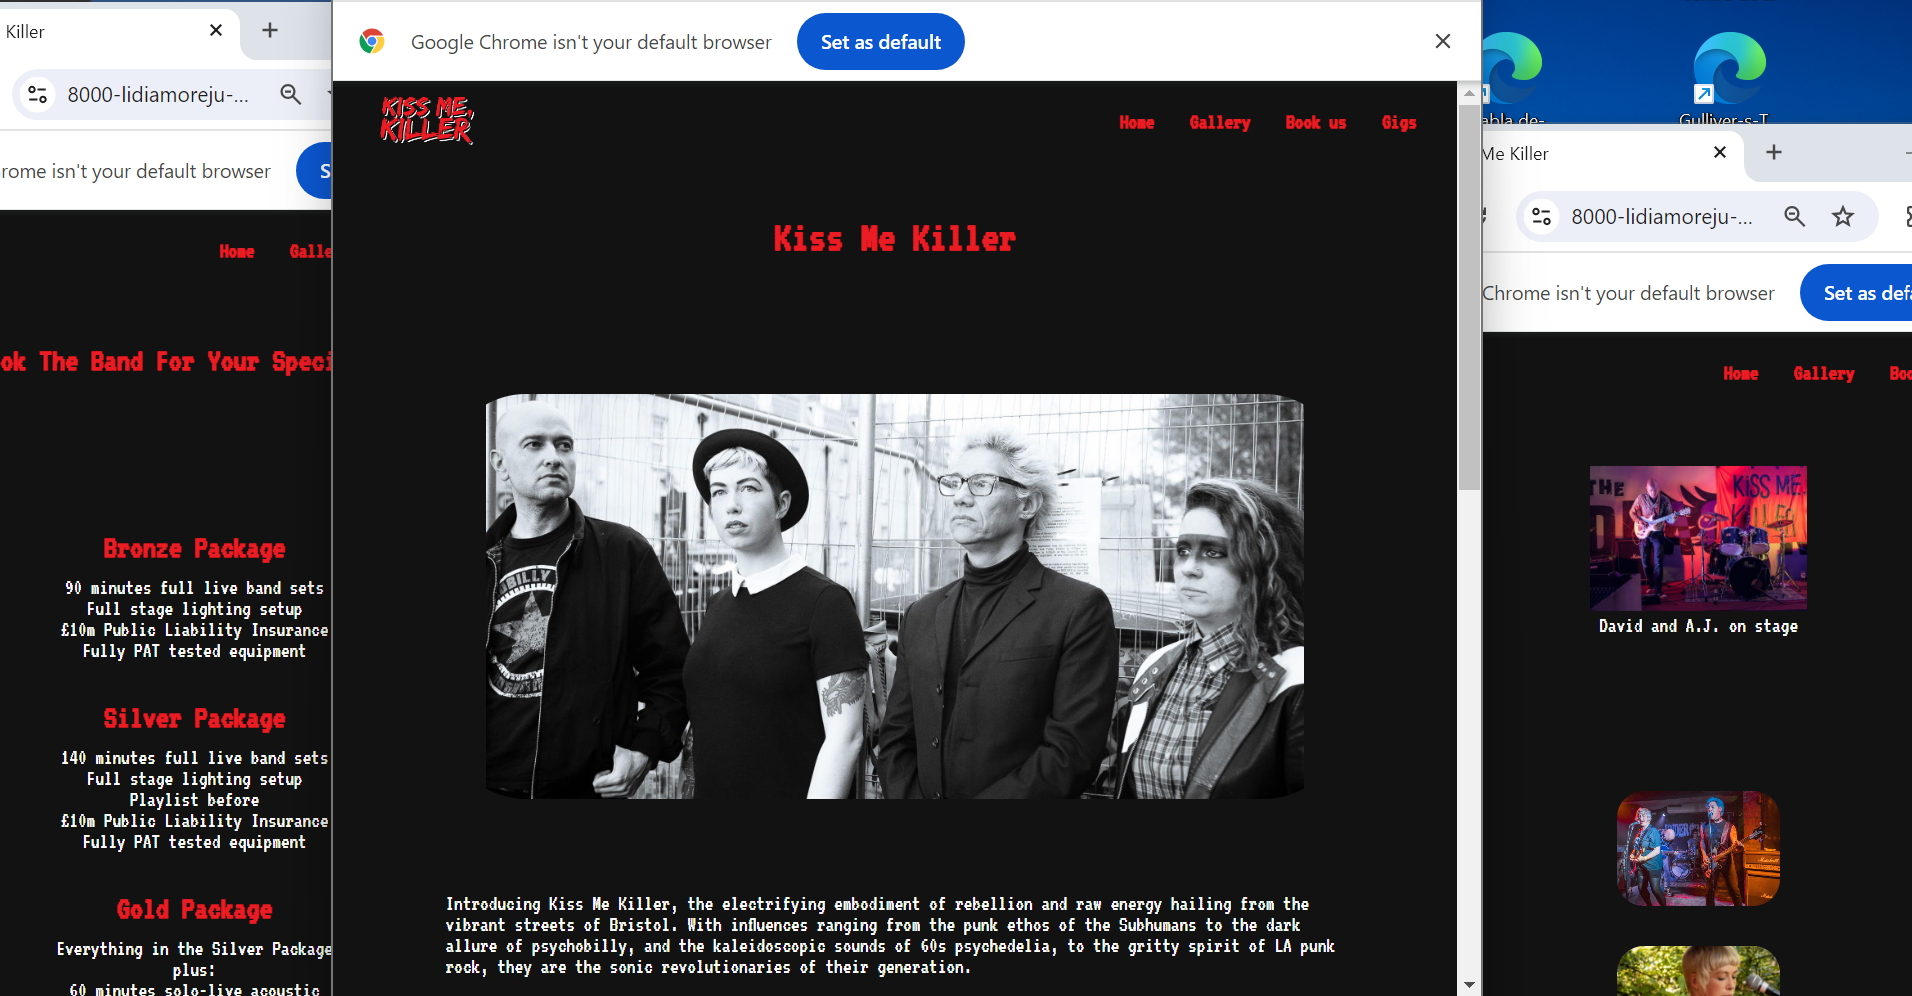 Killer
8000-lidiamoreju-...
rome isn't your default browser
S
Home Galle
ok The Band For Your Speci
Bronze Package
90 minutes full live band sets
Full stage lighting setup
£10m Public Liability Insurance
Fully PAT tested equipment
Silver Package
140 minutes full live band sets
Full stage lighting setup
Playlist before
£10m Public Liability Insurance
Fully PAT tested equipment
Gold Package
Everything in the Silver Package
plus:
60 minutes solo-live acoustic
Google Chrome isn't your default browser
Set as default
KISS ME,
KILLER
Home Gallery Book us Gigs
Kiss Me Killer
BILLY
Introducing Kiss Me Killer, the electrifying embodiment of rebellion and raw energy hailing from the
vibrant streets of Bristol. With influences ranging from the punk ethos of the Subhumans to the dark
allure of psychobilly, and the kaleidoscopic sounds of 60s psychedelia, to the gritty spirit of LA punk
rock, they are the sonic revolutionaries of their generation.
abla de-
Gulliver-s-T
Me Killer
8000-lidiamoreju-...
Chrome isn't your default browser
Set as defa
Home Gallery Boo
THE
KISS ME,
David and A.J. on stage